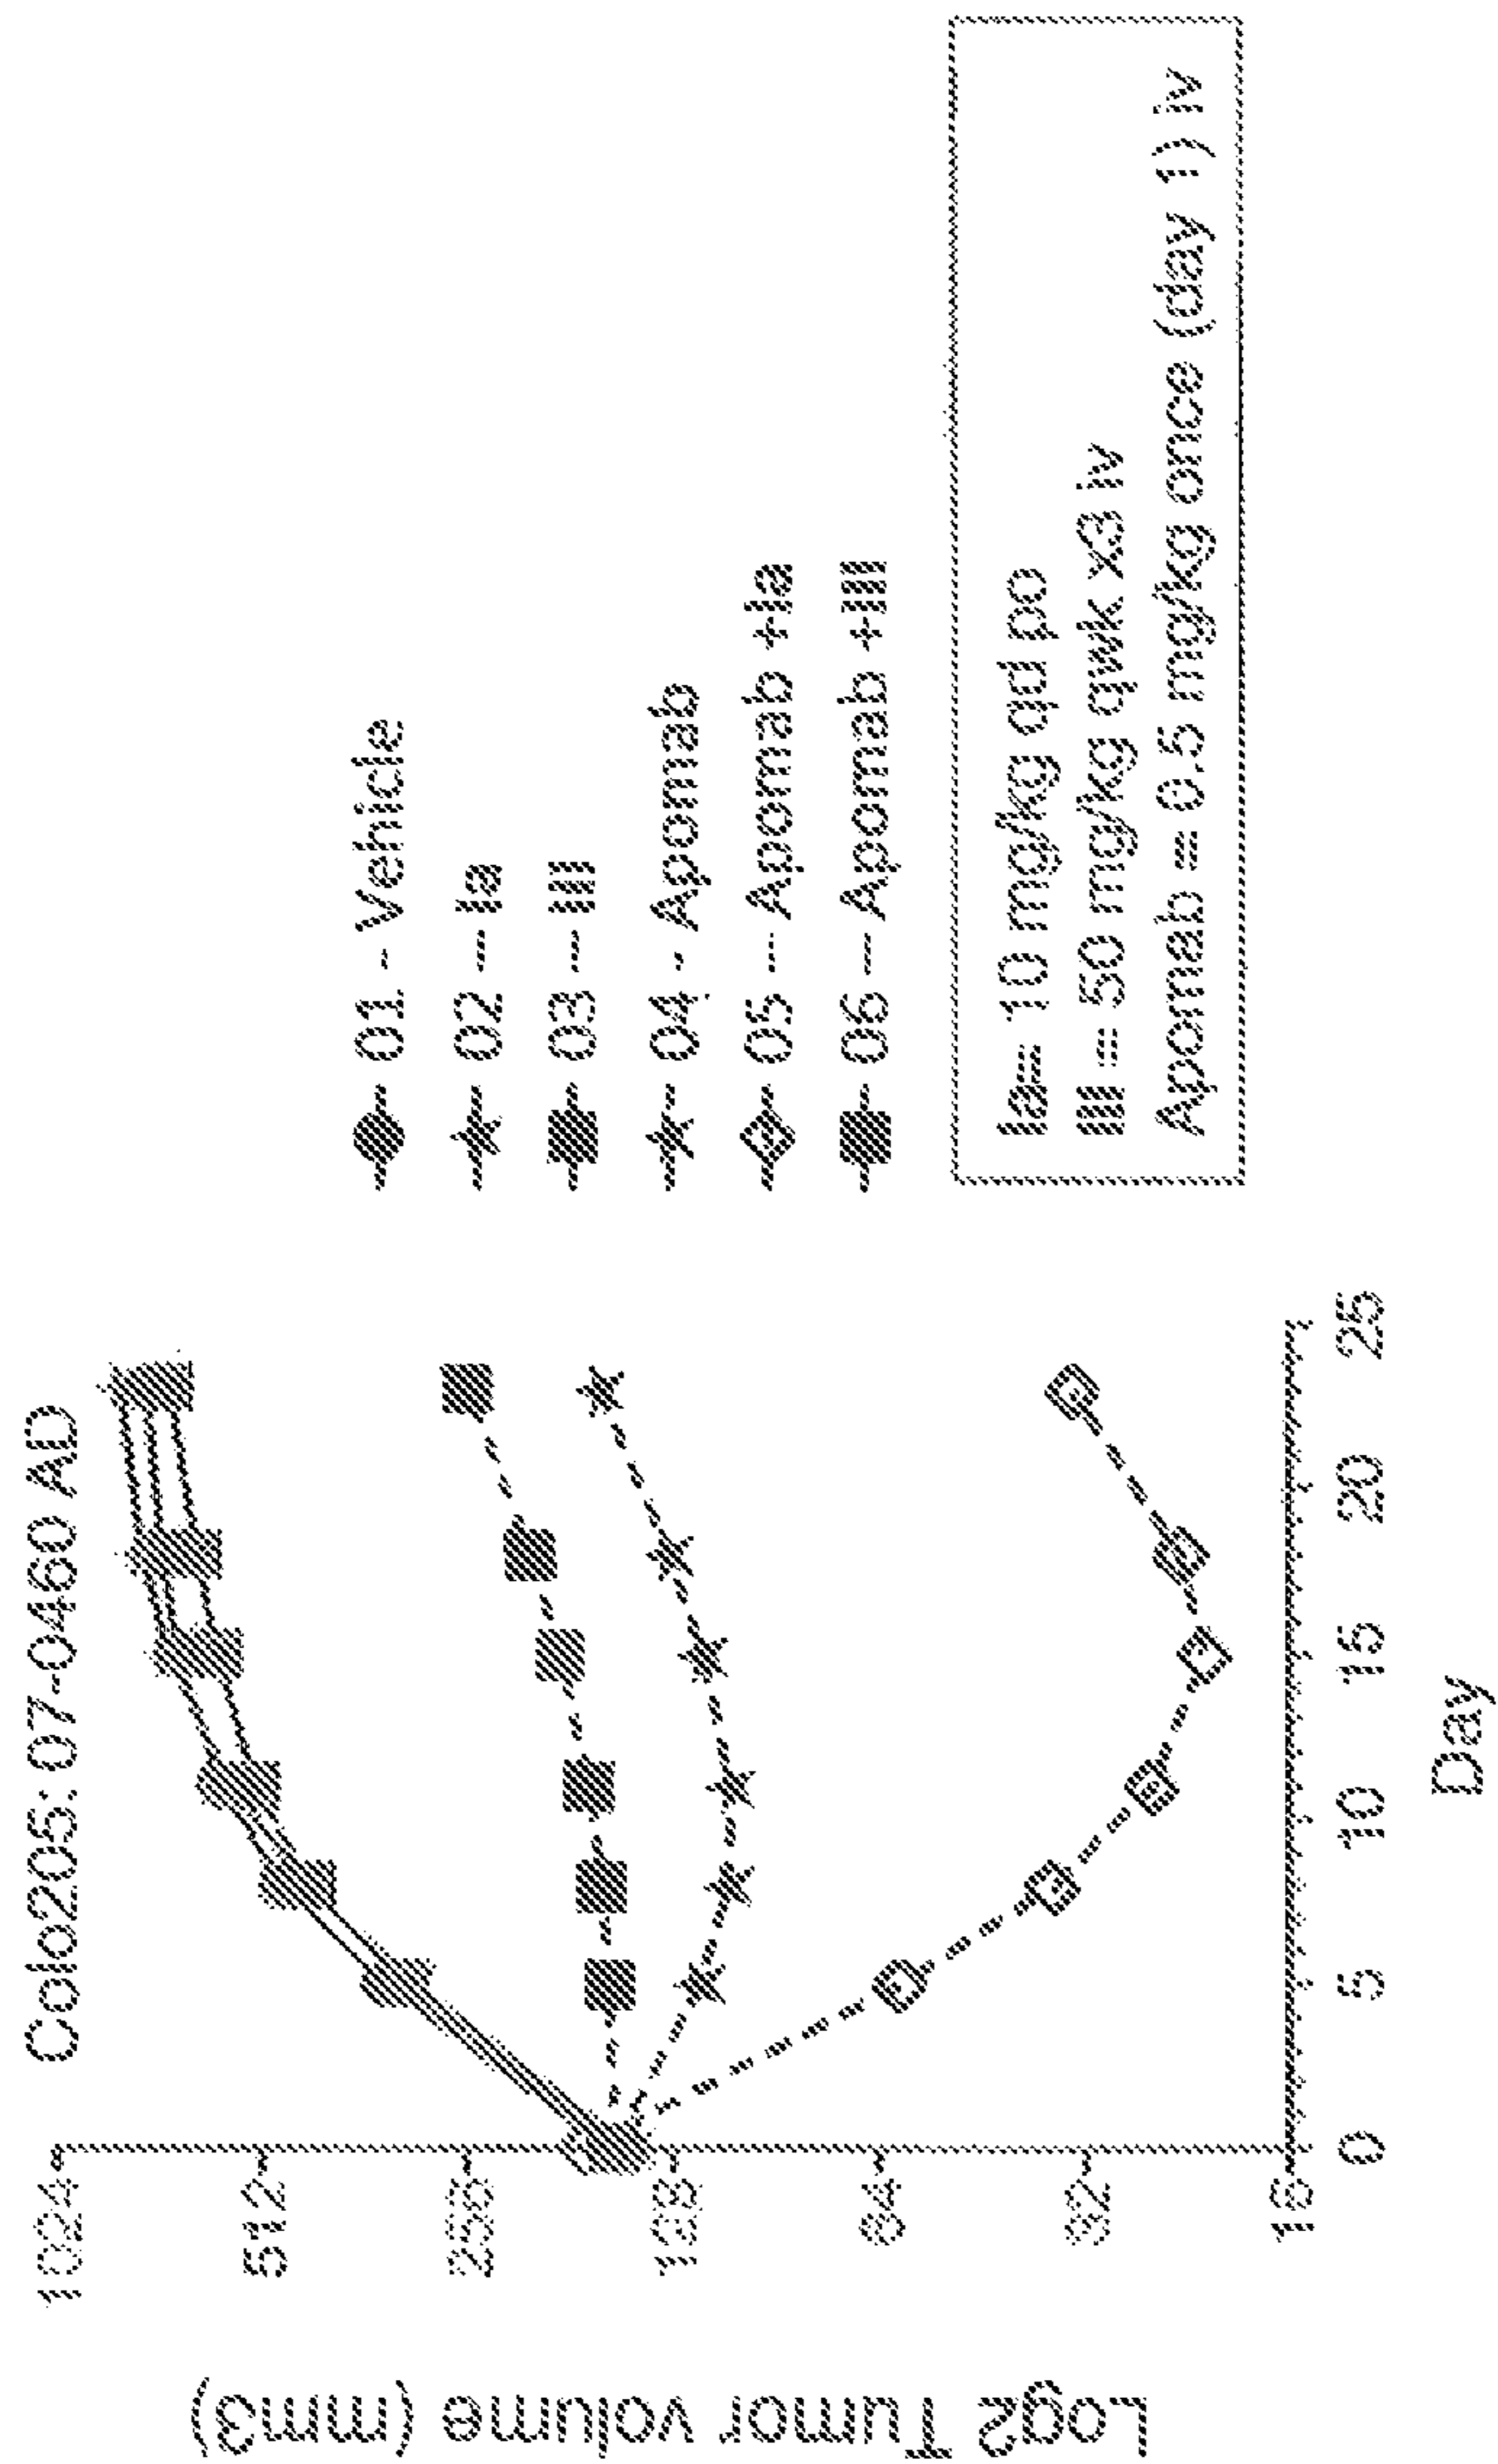 Colo205: 07-0460 AD
Log2 Tumor volume (mm3)
1024
512
256
128
64
32
16
0 5 10 15 20 25
Day
01 - Vehicle
02 --- Ia
03 --- III
04 - Apomab
05 --- Apomab +Ia
06 --- Apomab +III
Ia= 10 mg/kg qd po
III = 50 mg/kg qwk x3 iv
Apomab = 0.5 mg/kg once (day 1) iv